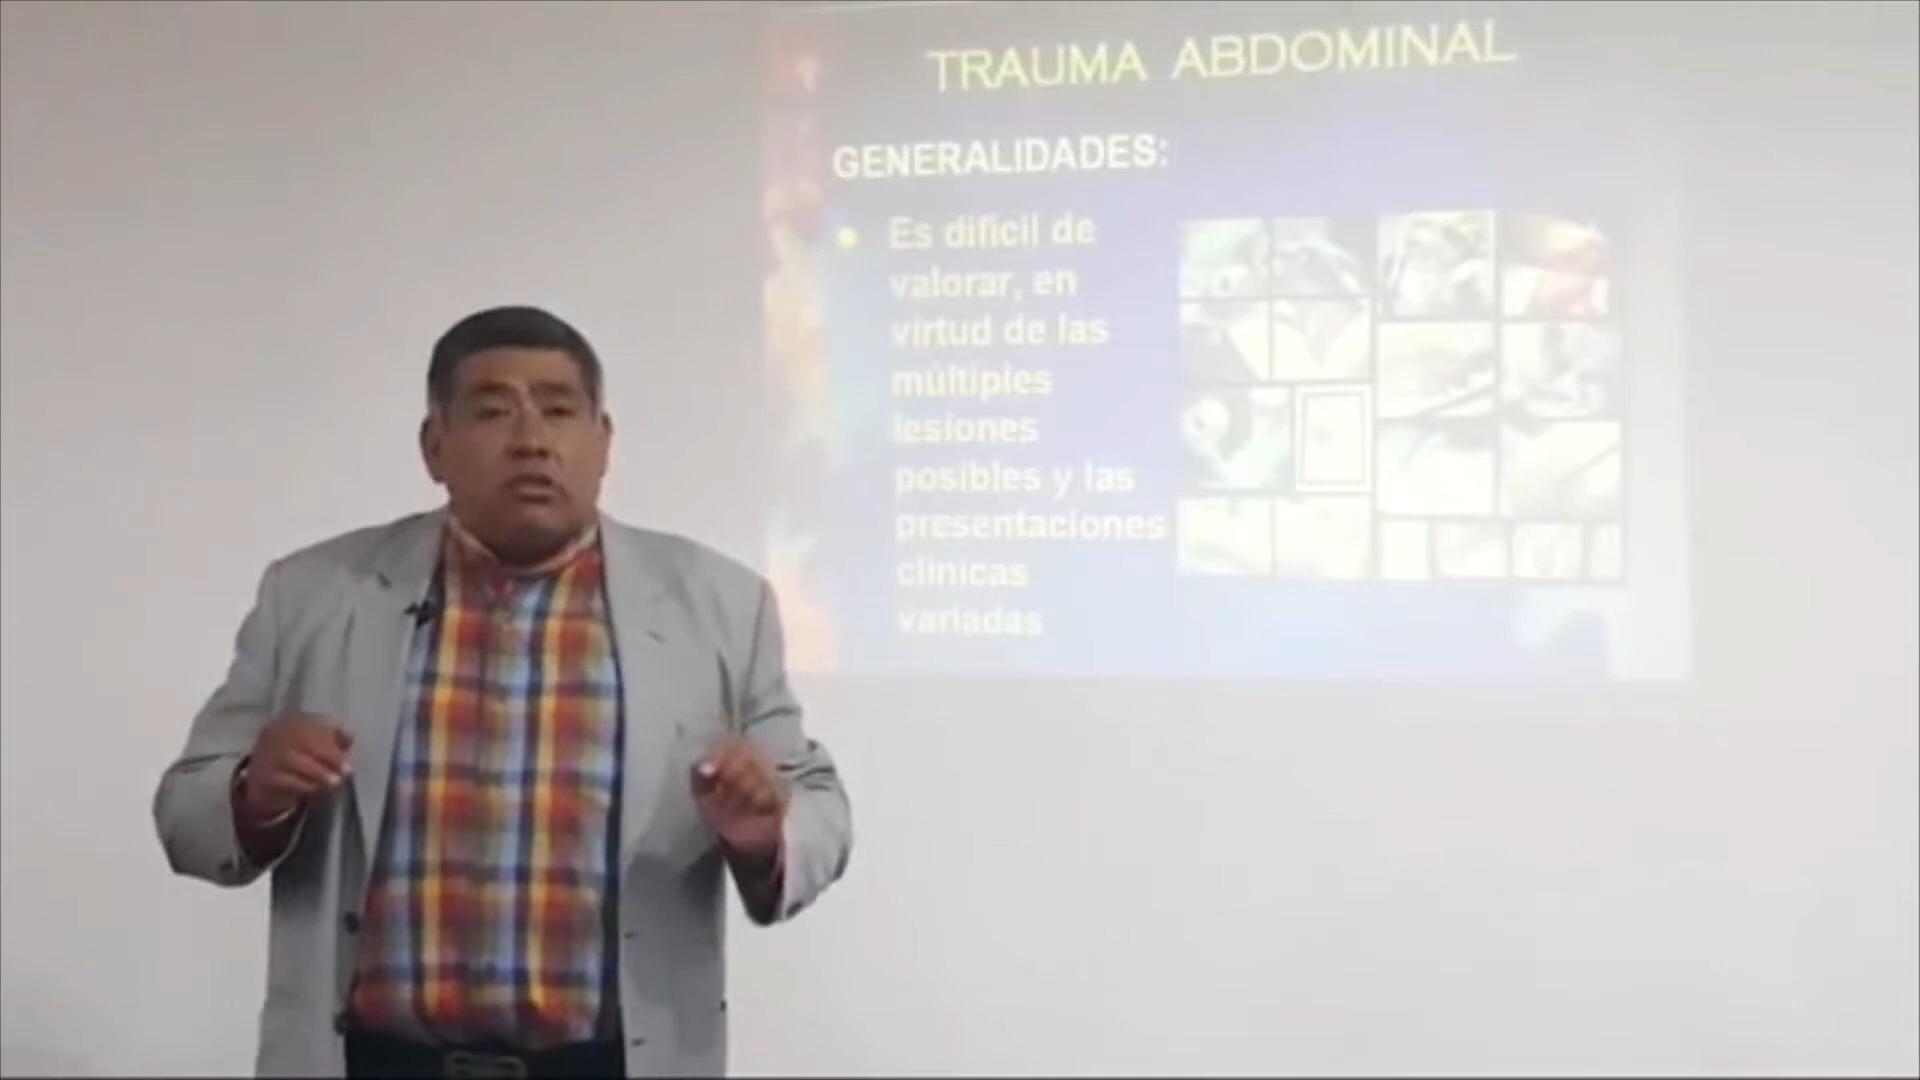 TRAUMA ABDOMINAL
GENERALIDADES:
Es difícil de
valorar, en
virtud de las
múltiples
lesiones
posibles y las
presentaciones
clínicas
variadas